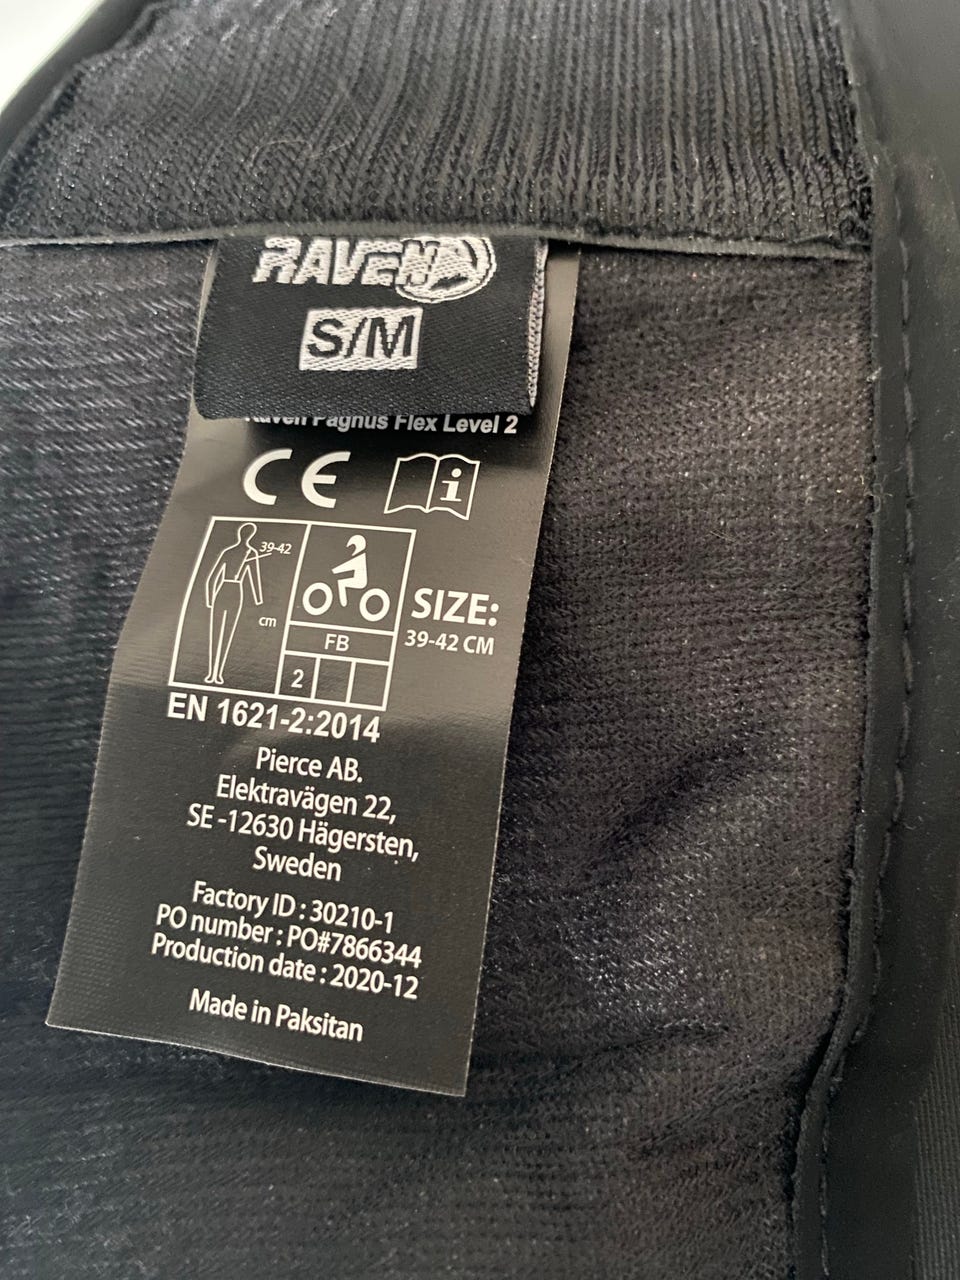 RAVEN
S/M
Raven Pagnus Flex Level 2
CE
i
39-42
cm
FB
2
SIZE:
39-42 CM
EN 1621-2:2014
Pierce AB.
Elektravägen 22,
SE -12630 Hägersten,
Sweden
Factory ID : 30210-1
PO number : PO#7866344
Production date : 2020-12
Made in Paksitan